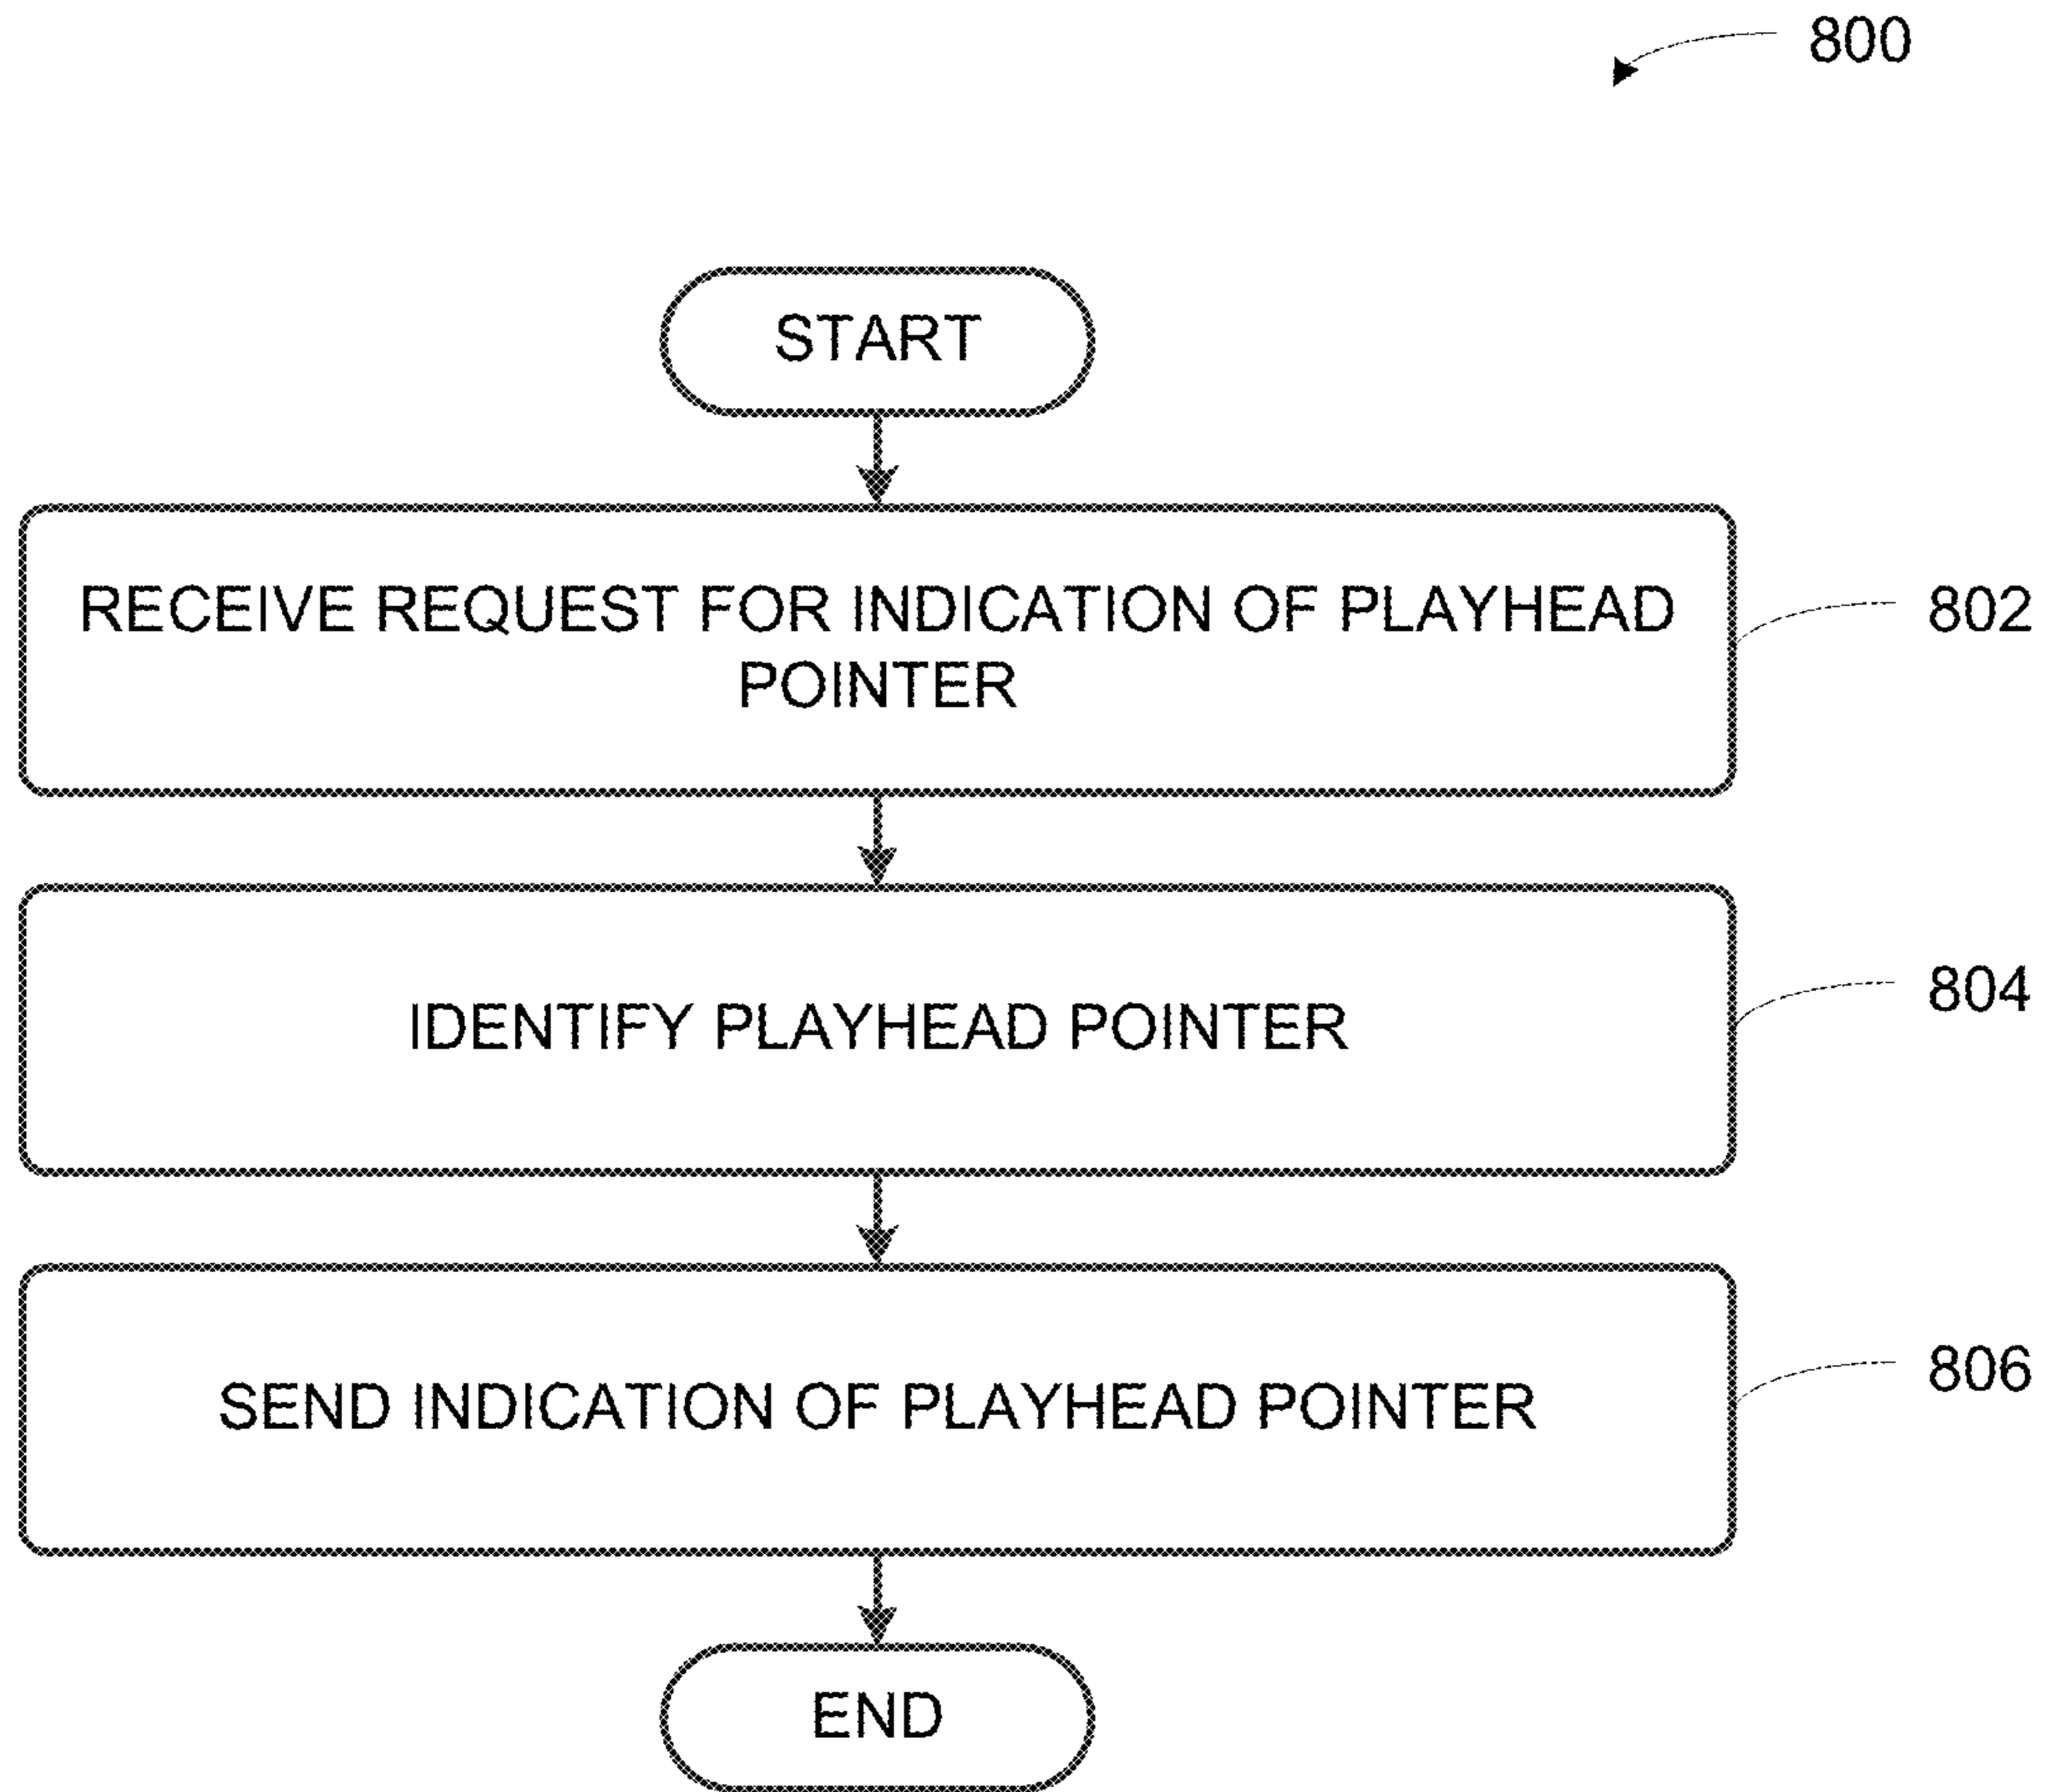 800
START
RECEIVE REQUEST FOR INDICATION OF PLAYHEAD
POINTER
802
IDENTIFY PLAYHEAD POINTER
804
SEND INDICATION OF PLAYHEAD POINTER
806
END